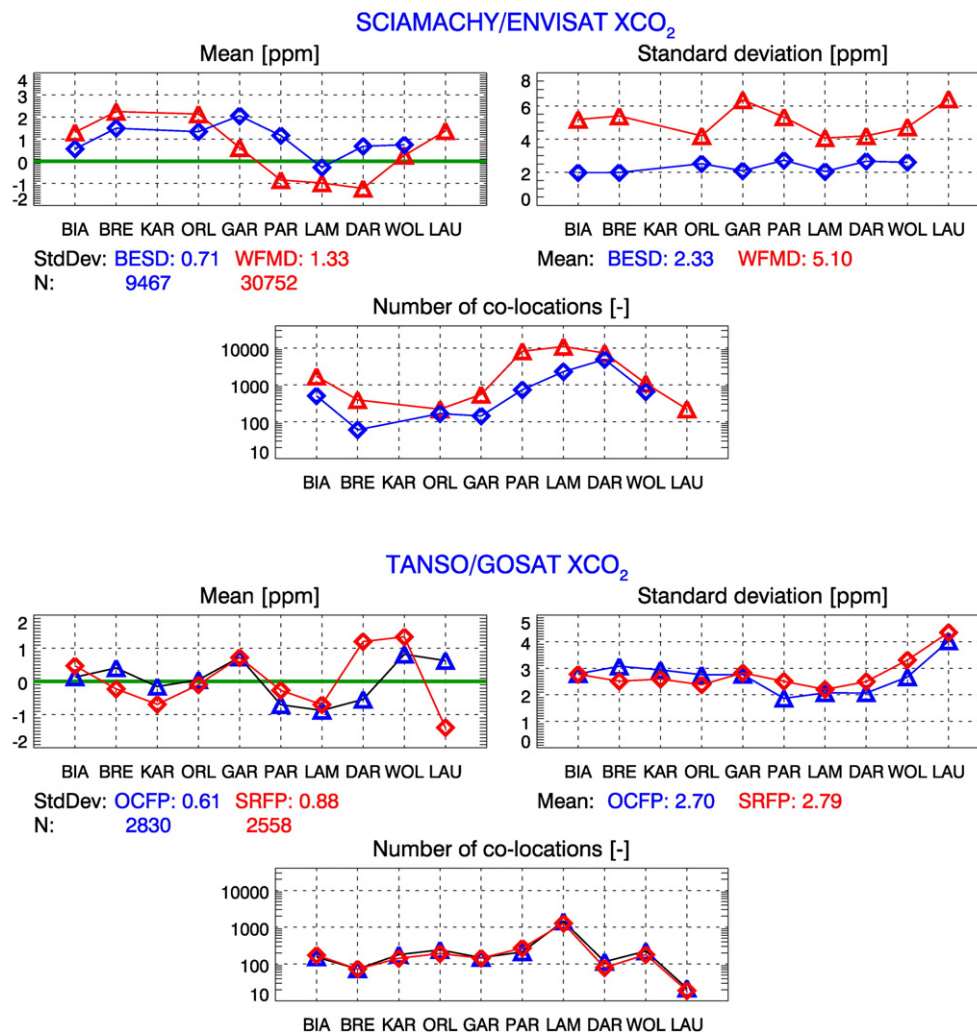 SCIAMACHY/ENVISAT XCO₂
Mean [ppm]
4
3
2
1
0
-1
-2
BIA BRE KAR ORL GAR PAR LAM DAR WOL LAU
StdDev: BESD: 0.71 WFMD: 1.33
N: 9467 30752
Standard deviation [ppm]
8
6
4
2
0
BIA BRE KAR ORL GAR PAR LAM DAR WOL LAU
Mean: BESD: 2.33 WFMD: 5.10
Number of co-locations [-]
10000
1000
100
10
BIA BRE KAR ORL GAR PAR LAM DAR WOL LAU
TANSO/GOSAT XCO₂
Mean [ppm]
2
1
0
-1
-2
BIA BRE KAR ORL GAR PAR LAM DAR WOL LAU
StdDev: OCFP: 0.61 SRFP: 0.88
N: 2830 2558
Standard deviation [ppm]
5
4
3
2
1
0
BIA BRE KAR ORL GAR PAR LAM DAR WOL LAU
Mean: OCFP: 2.70 SRFP: 2.79
Number of co-locations [-]
10000
1000
100
10
BIA BRE KAR ORL GAR PAR LAM DAR WOL LAU